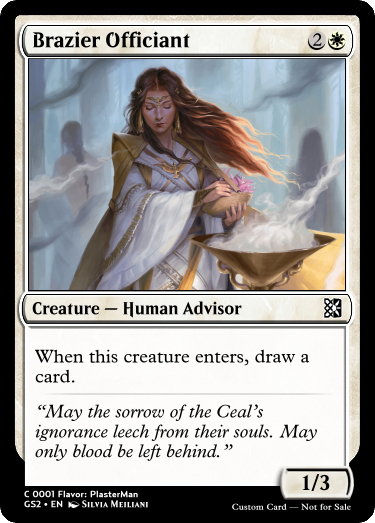 Brazier Officiant 2
Creature — Human Advisor
When this creature enters, draw a
card.
“May the sorrow of the Ceal’s
ignorance leech from their souls. May
only blood be left behind.”
1/3
C 0001 Flavor: PlasterMan
GS2 • EN Silvia Meiliani
Custom Card — Not for Sale